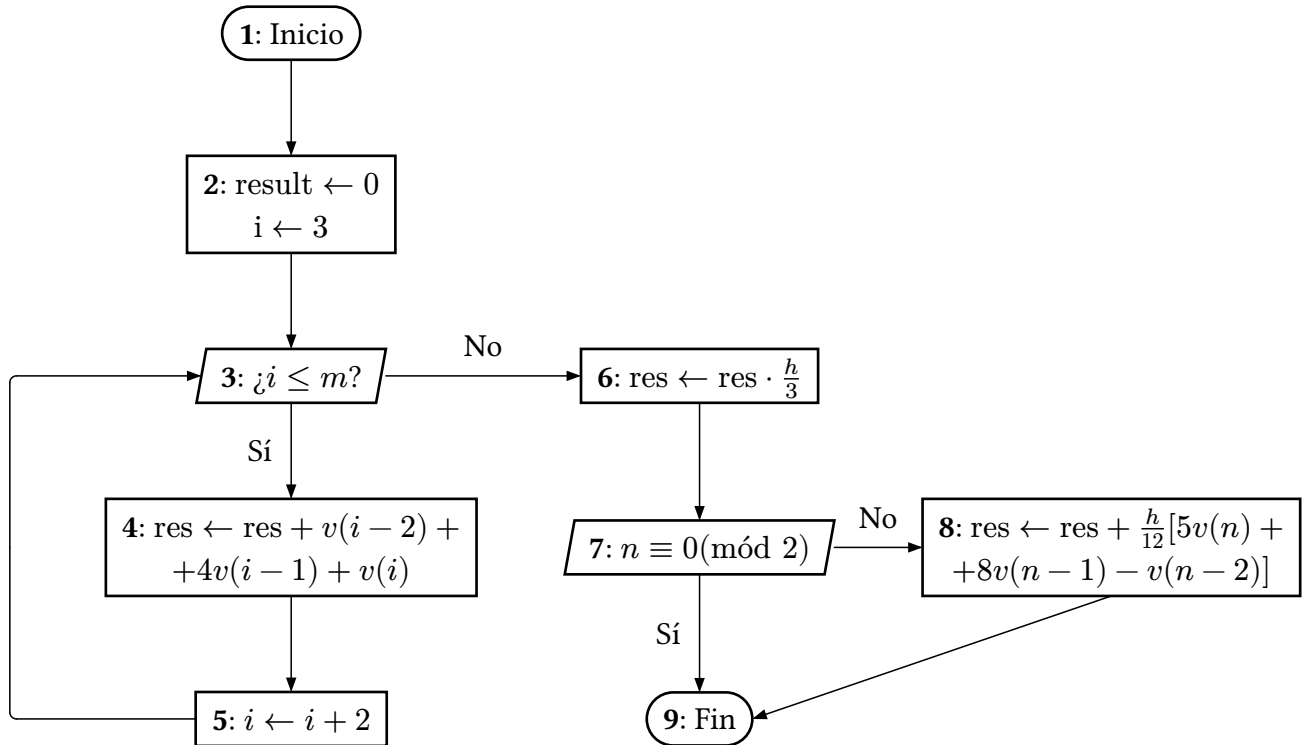 1: Inicio
2: result ← 0
i ← 3
3: ¿i ≤ m?
No
Sí
4: res ← res + v(i − 2) +
+4v(i − 1) + v(i)
5: i ← i + 2
6: res ← res · h/3
7: n ≡ 0(mód 2)
No
Sí
8: res ← res + h/12[5v(n) +
+8v(n − 1) − v(n − 2)]
9: Fin